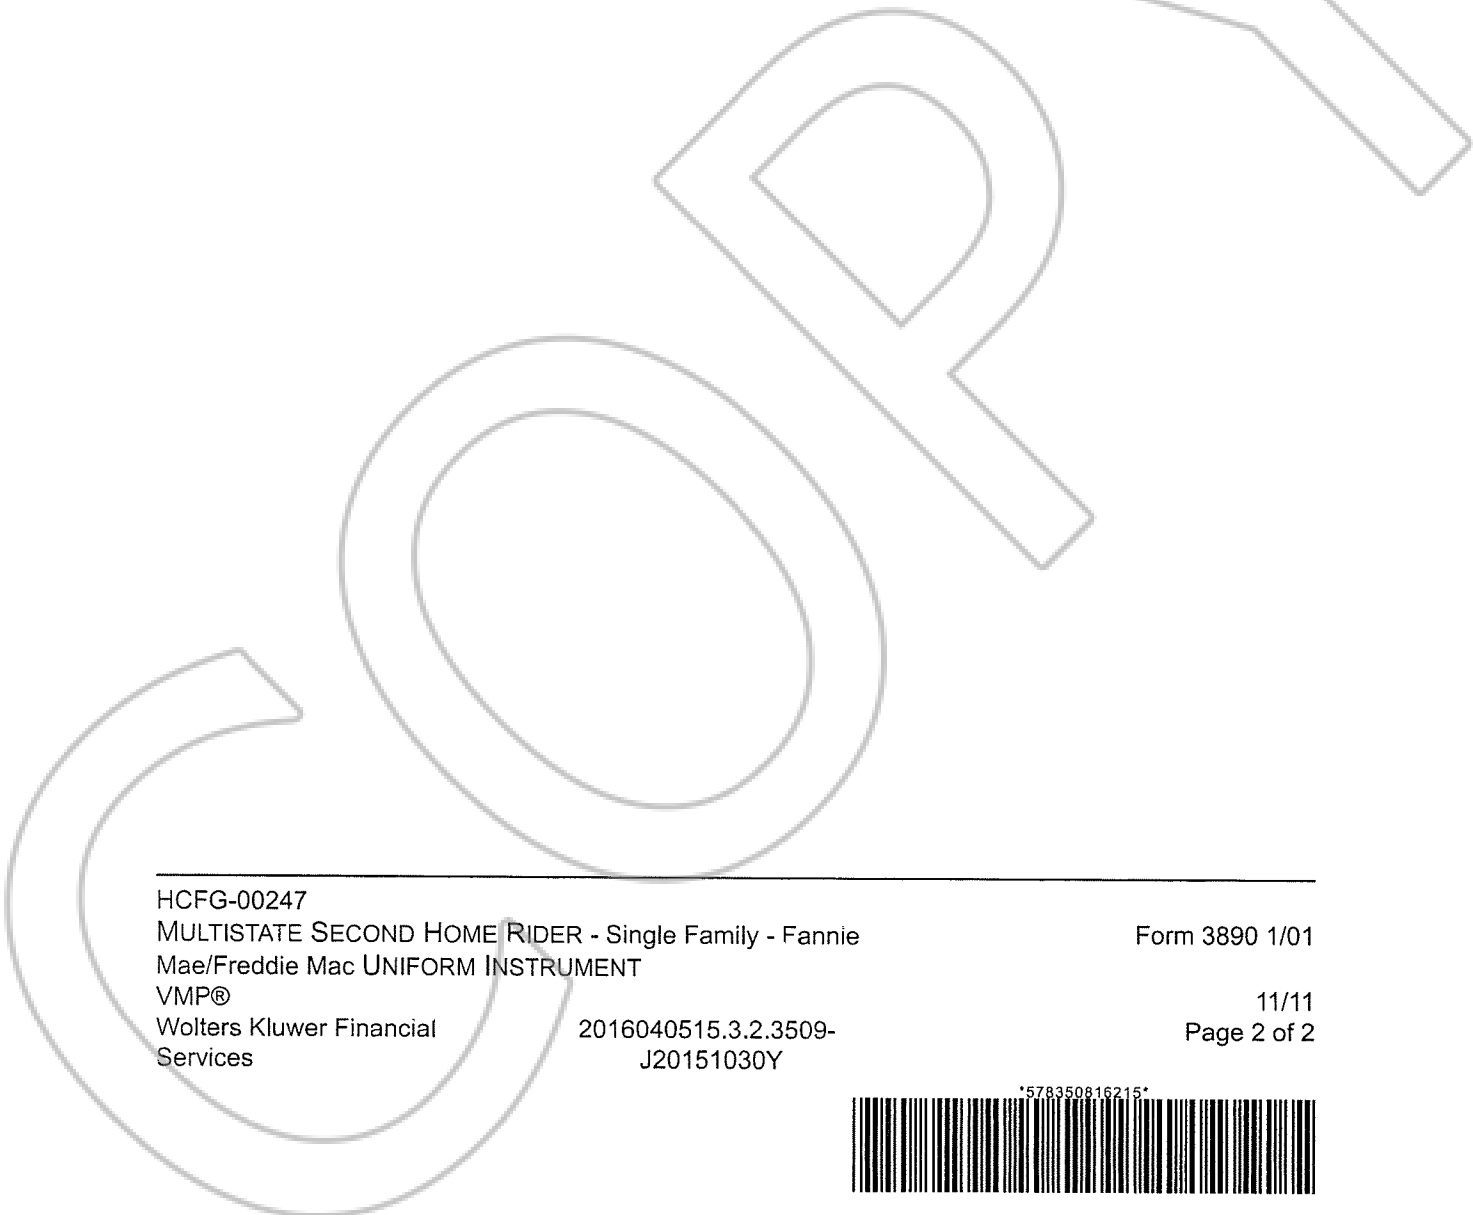 COPY
HCFG-00247
MULTISTATE SECOND HOME RIDER - Single Family - Fannie Form 3890 1/01
Mae/Freddie Mac UNIFORM INSTRUMENT
VMP® 11/11
Wolters Kluwer Financial 2016040515.3.2.3509- Page 2 of 2
Services J20151030Y
*578350816215*